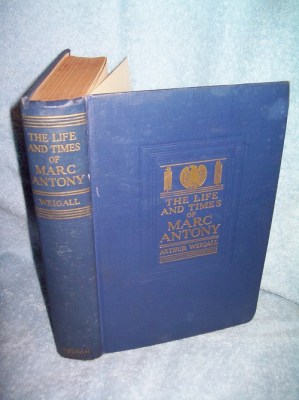 THE LIFE
AND TIMES
OF
MARC
ANTONY
WEIGALL
THE LIFE
AND TIMES
OF
MARC
ANTONY
ARTHUR WEIGALL